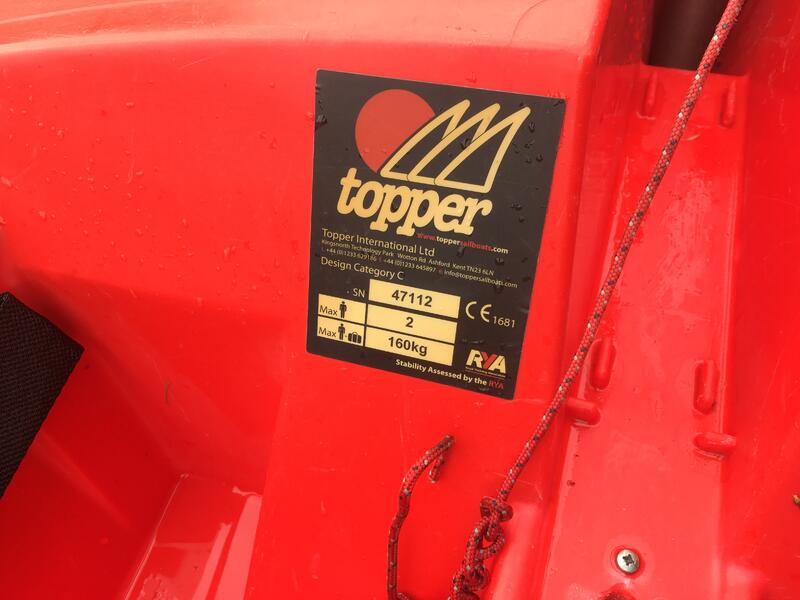 topper
www.toppersailboats.com
Topper International Ltd
Kingsnorth Technology Park Wotton Rd Ashford Kent TN23 6LN
t. +44 (0)1233 629186 f. +44 (0)1233 645897 e. info@toppersailboats.com
Design Category C
SN 47112
CE 1681
Max 2
Max + 160kg
RYA
Stability Assessed by the RYA